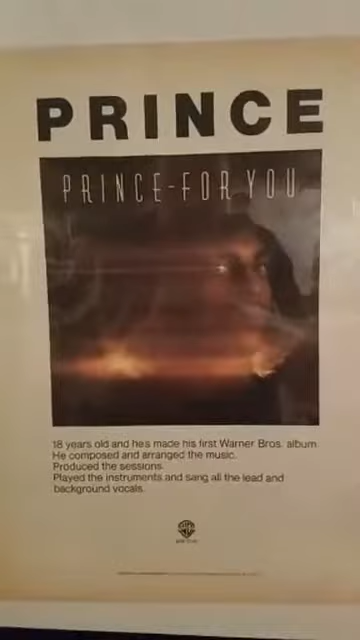 PRINCE
PRINCE-FOR YOU
18 years old and he's made his first Warner Bros. album.
He composed and arranged the music.
Produced the sessions.
Played the instruments and sang all the lead and
background vocals.